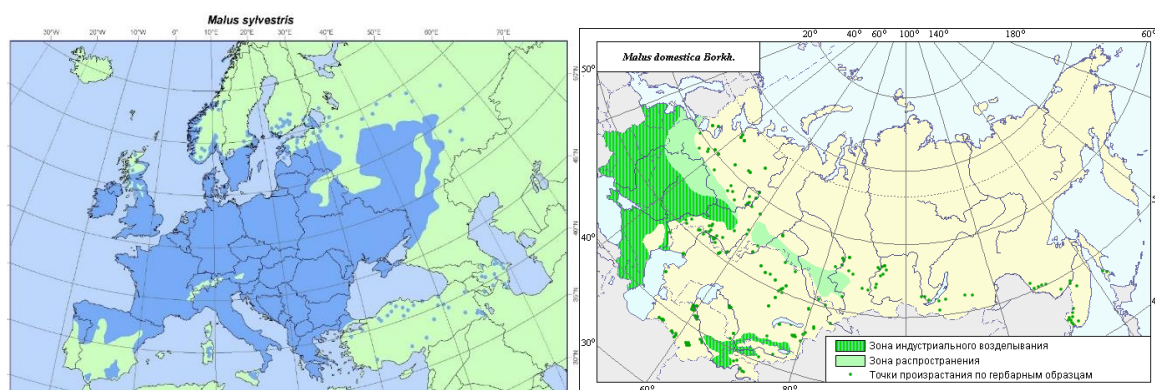 Malus sylvestris
30°W 20°W 10°W 0° 10°E 20°E 30°E 40°E 50°E 60°E 70°E
Malus domestica Borkh.
20° 40° 60° 100° 140° 180° 60°
50°
40°
30°
60° 80°
Зона индустриального возделывания
Зона распространения
Точки произрастания по гербарным образцам